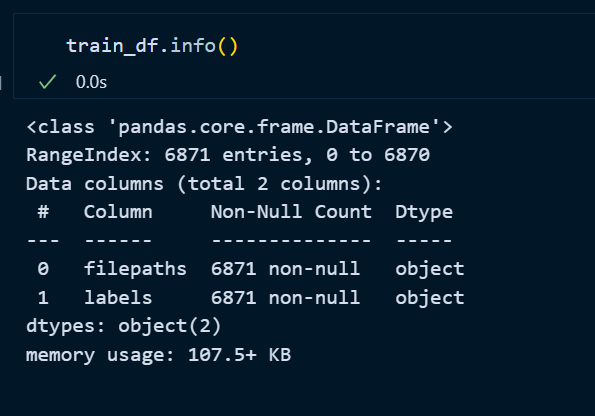 train_df.info()
0.0s
<class 'pandas.core.frame.DataFrame'>
RangeIndex: 6871 entries, 0 to 6870
Data columns (total 2 columns):
 #   Column     Non-Null Count  Dtype
---  ------     --------------  -----
 0   filepaths  6871 non-null   object
 1   labels     6871 non-null   object
dtypes: object(2)
memory usage: 107.5+ KB